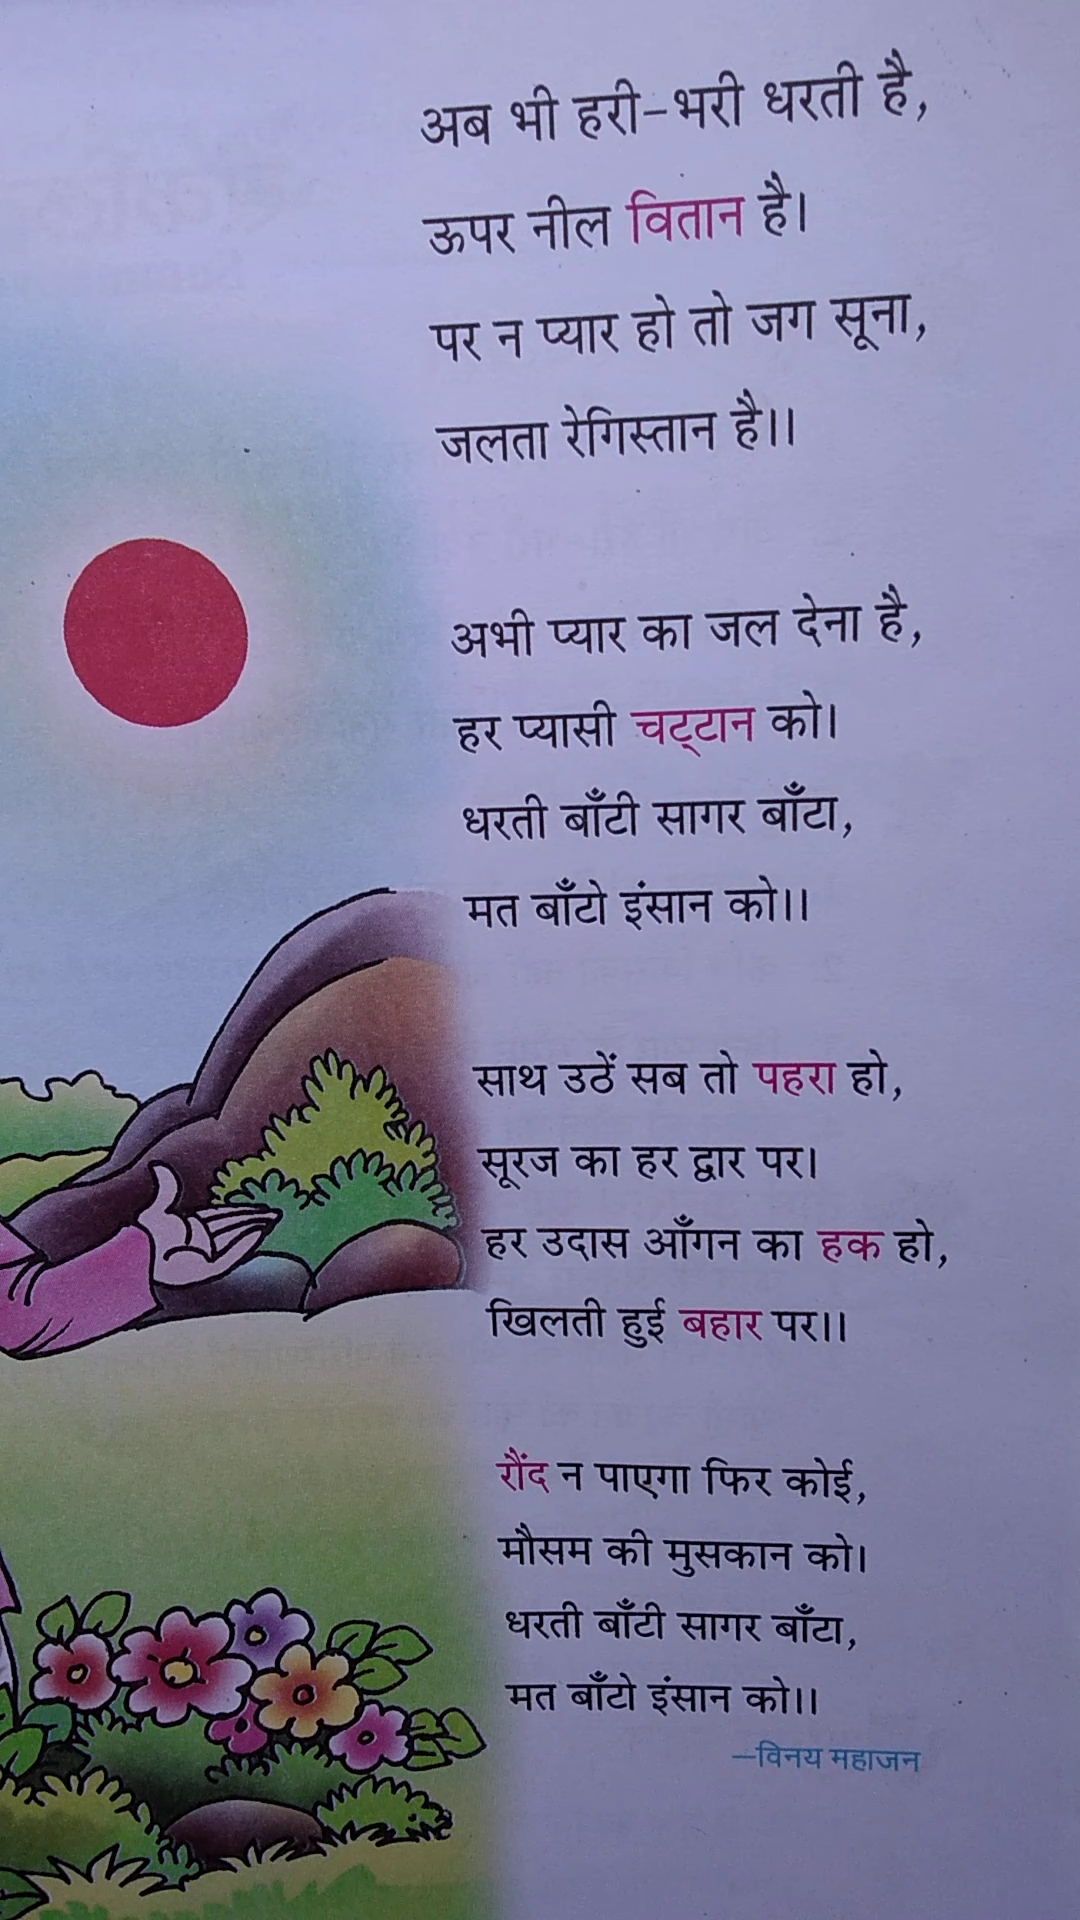 अब भी हरी-भरी धरती है,
ऊपर नील वितान है।
पर न प्यार हो तो जग सूना,
जलता रेगिस्तान है।।
अभी प्यार का जल देना है,
हर प्यासी चट्‌टान को।
धरती बाँटी सागर बाँटा,
मत बाँटो इंसान को।।
साथ उठें सब तो पहरा हो,
सूरज का हर द्वार पर।
हर उदास आँगन का हक हो,
खिलती हुई बहार पर।।
रौंद न पाएगा फिर कोई,
मौसम की मुसकान को।
धरती बाँटी सागर बाँटा,
मत बाँटो इंसान को।।
–विनय महाजन